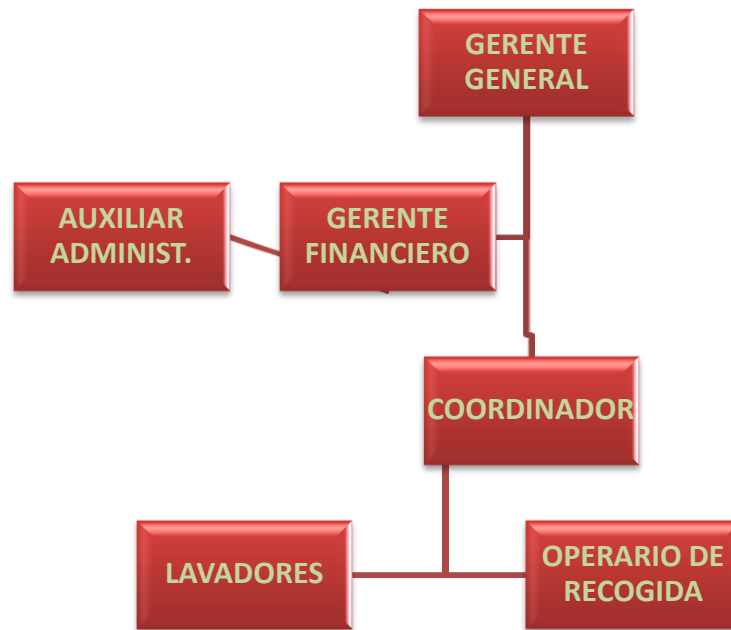 GERENTE
GENERAL
AUXILIAR
ADMINIST.
GERENTE
FINANCIERO
COORDINADOR
LAVADORES
OPERARIO DE
RECOGIDA